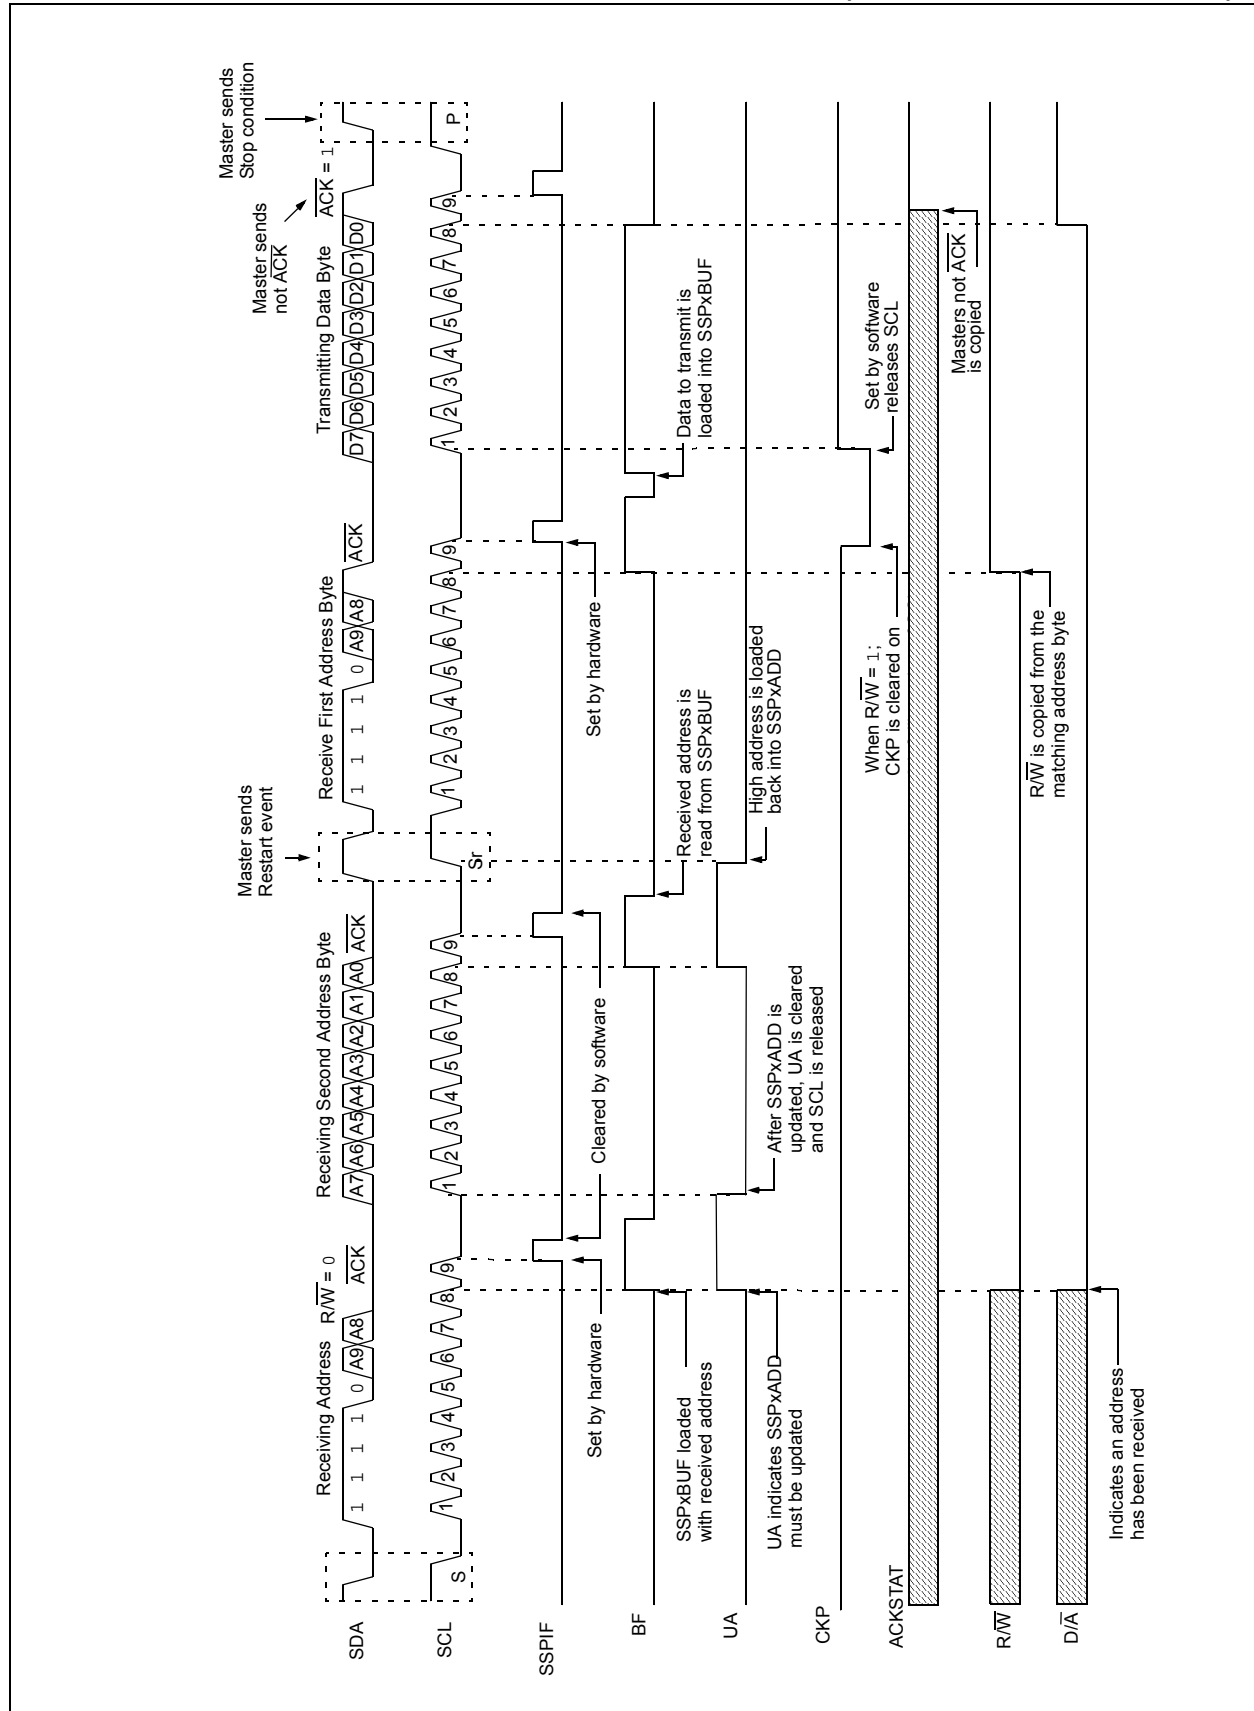 Master sends
Stop condition
Master sends
Restart event
Master sends
not A̅C̅K̅
Receiving Address R/W̅ = 0
Receiving Second Address Byte
Receive First Address Byte
Transmitting Data Byte
A̅C̅K̅ = 1
SDA
1 1 1 1 0 A9 A8 A̅C̅K̅
A7 A6 A5 A4 A3 A2 A1 A0 A̅C̅K̅
1 1 1 1 0 A9 A8 A̅C̅K̅
D7 D6 D5 D4 D3 D2 D1 D0
SCL
S 1 2 3 4 5 6 7 8 9
1 2 3 4 5 6 7 8 9
Sr 1 2 3 4 5 6 7 8 9
1 2 3 4 5 6 7 8 9 P
SSPIF
Set by hardware
Cleared by software
Set by hardware
BF
SSPxBUF loaded
with received address
Received address is
read from SSPxBUF
Data to transmit is
loaded into SSPxBUF
UA
UA indicates SSPxADD
must be updated
After SSPxADD is
updated, UA is cleared
and SCL is released
High address is loaded
back into SSPxADD
CKP
When R/W̅ = 1;
CKP is cleared on
Set by software
releases SCL
ACKSTAT
Masters not A̅C̅K̅
is copied
R/W̅
R/W̅ is copied from the
matching address byte
D/A̅
Indicates an address
has been received